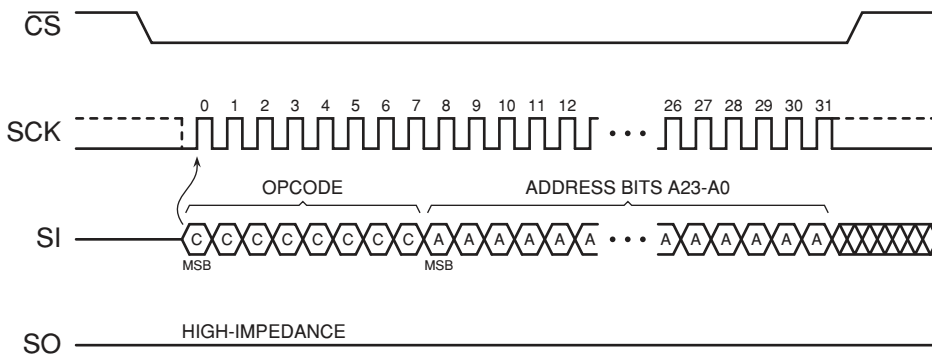 CS
0 1 2 3 4 5 6 7 8 9 10 11 12 26 27 28 29 30 31
SCK
OPCODE ADDRESS BITS A23-A0
SI C C C C C C C C A A A A A A A A A A A A
MSB MSB
HIGH-IMPEDANCE
SO